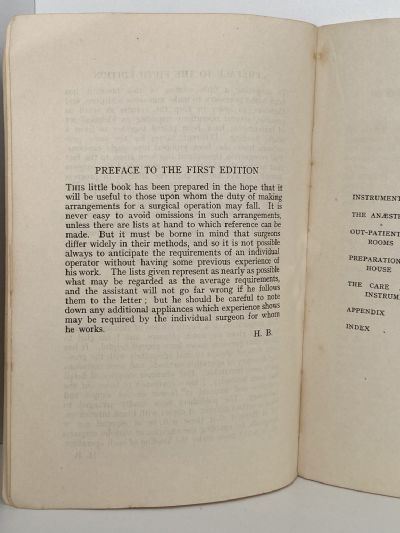 PREFACE TO THE FIRST EDITION
THIS little book has been prepared in the hope that it
will be useful to those upon whom the duty of making
arrangements for a surgical operation may fall. It is
never easy to avoid omissions in such arrangements,
unless there are lists at hand to which reference can be
made. But it must be borne in mind that surgeons
differ widely in their methods, and so it is not possible
always to anticipate the requirements of an individual
operator without having some previous experience of
his work. The lists given represent as nearly as possible
what may be regarded as the average requirements,
and the assistant will not go far wrong if he follows
them to the letter; but he should be careful to note
down any additional appliances which experience shows
may be required by the individual surgeon for whom
he works.
H. B.
INSTRUMENT
THE ANÆST
OUT-PATIENT
ROOMS
PREPARATION
HOUSE
THE CARE
INSTRUM
APPENDIX
INDEX